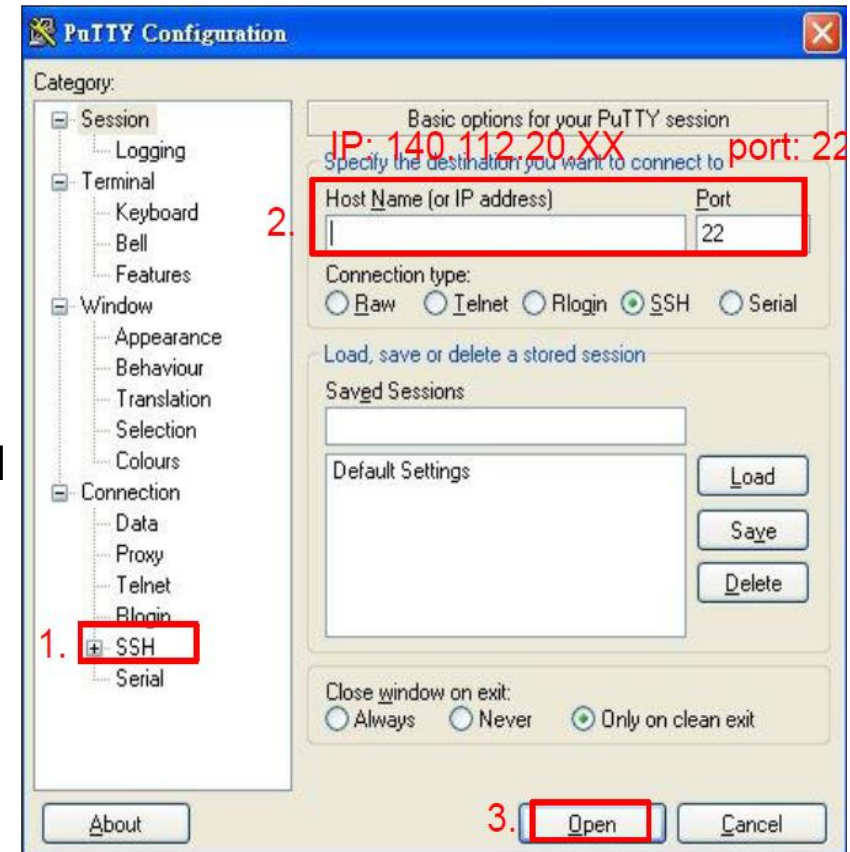 PuTTY Configuration
Category:
Session
Logging
Terminal
Keyboard
Bell
Features
Window
Appearance
Behaviour
Translation
Selection
Colours
Connection
Data
Proxy
Telnet
Rlogin
1. SSH
Serial
Basic options for your PuTTY session
IP: 140.112.20.XX port: 22
Specify the destination you want to connect to
Host Name (or IP address) Port
2. 22
Connection type:
Raw Telnet Rlogin SSH Serial
Load, save or delete a stored session
Saved Sessions
Default Settings
Load
Save
Delete
Close window on exit:
Always Never Only on clean exit
About 3. Open Cancel